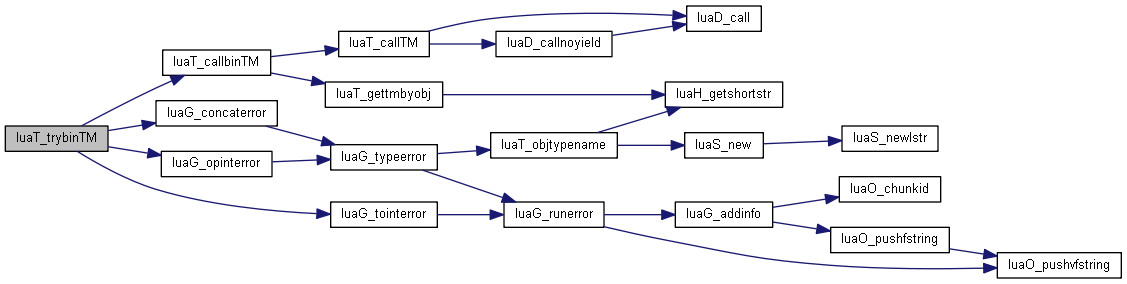 luaT_trybinTM
luaT_callbinTM
luaG_concaterror
luaG_opinterror
luaG_tointerror
luaT_callTM
luaT_gettmbyobj
luaG_typeerror
luaD_callnoyield
luaT_objtypename
luaG_runerror
luaD_call
luaH_getshortstr
luaS_new
luaG_addinfo
luaS_newlstr
luaO_chunkid
luaO_pushfstring
luaO_pushvfstring